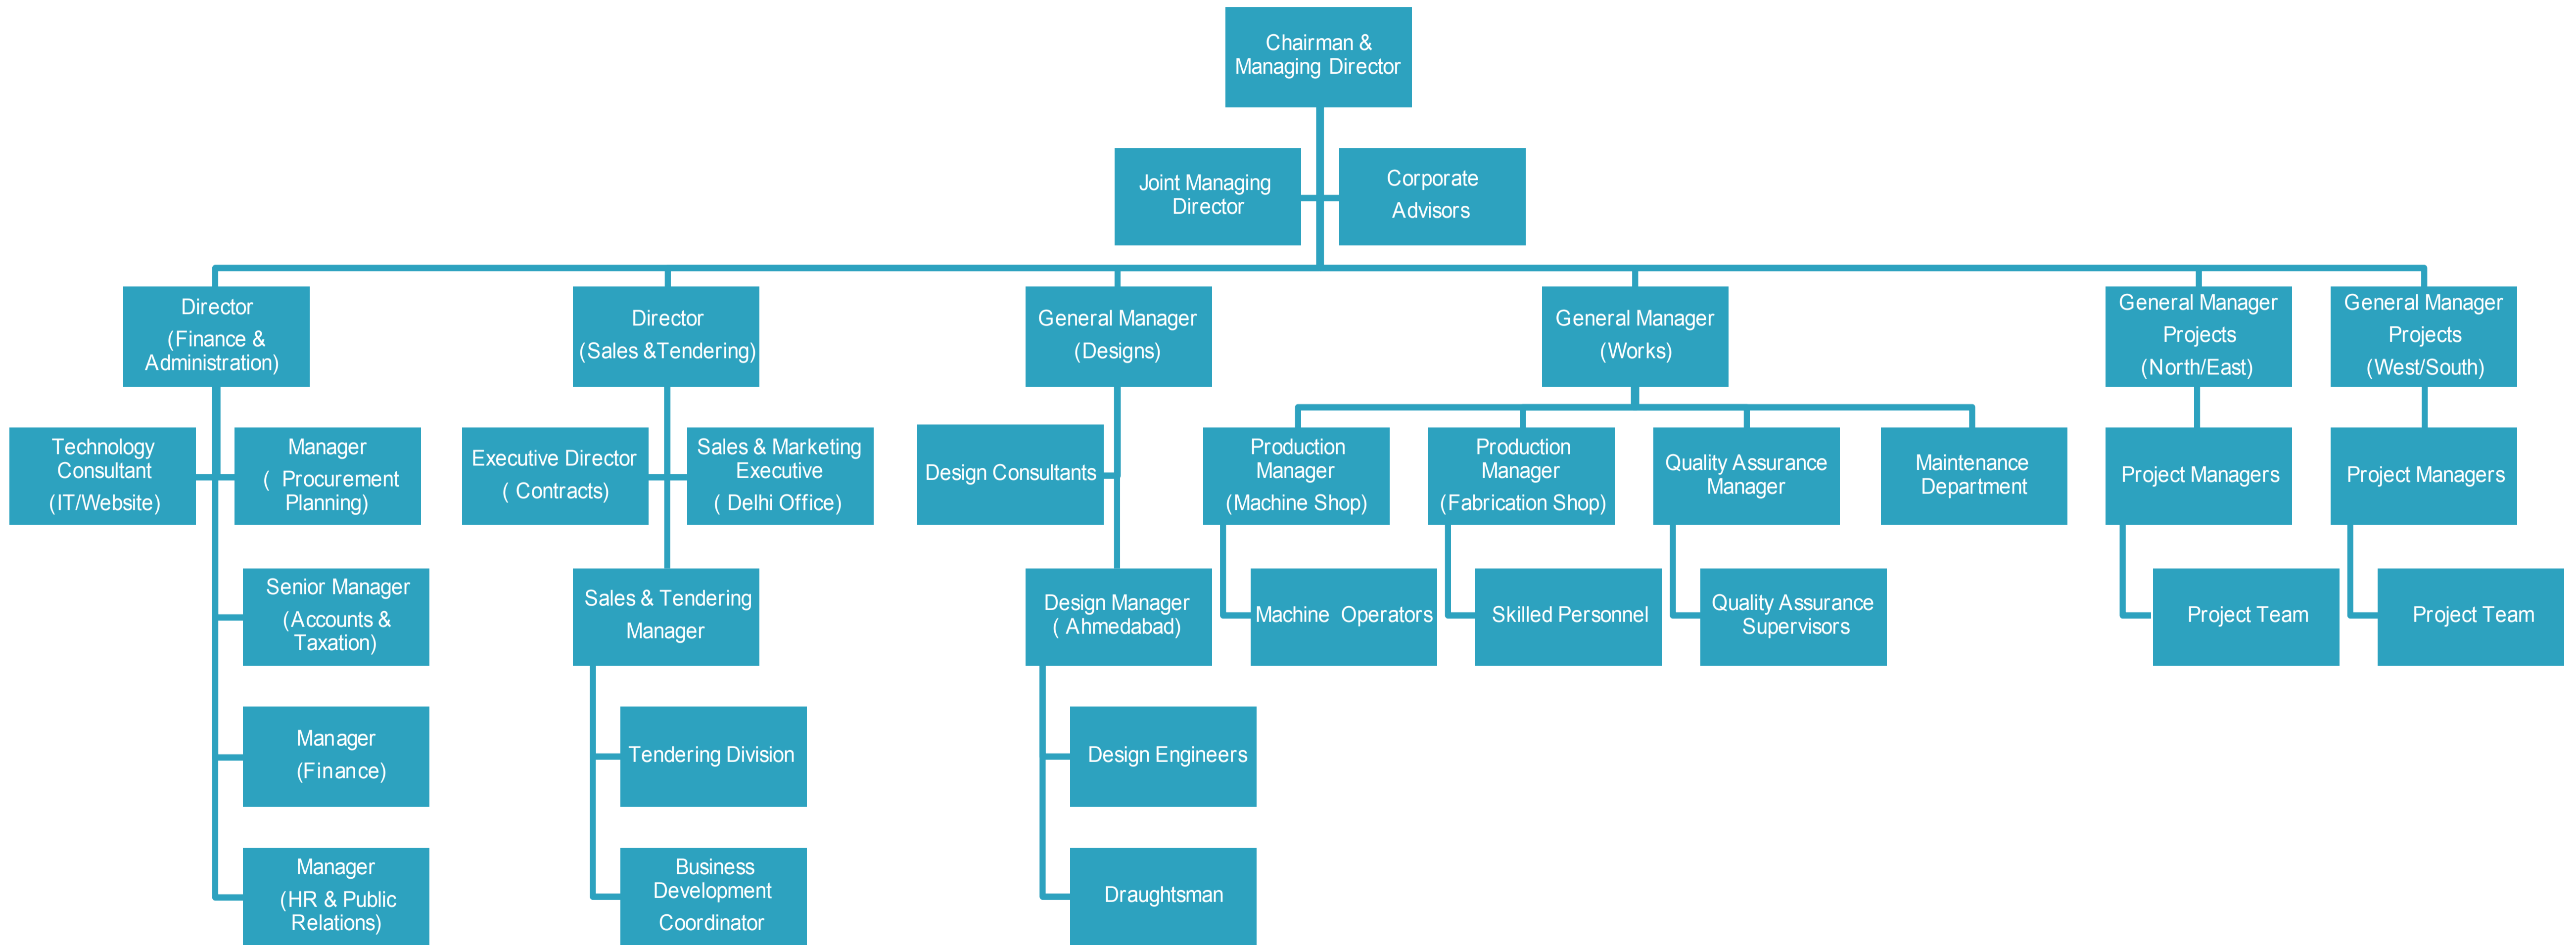 Chairman &
Managing Director
Joint Managing
Director
Corporate
Advisors
Director
(Finance &
Administration)
Director
(Sales &Tendering)
General Manager
(Designs)
General Manager
(Works)
General Manager
Projects
(North/East)
General Manager
Projects
(West/South)
Technology
Consultant
(IT/Website)
Manager
( Procurement
Planning)
Executive Director
( Contracts)
Sales & Marketing
Executive
( Delhi Office)
Design Consultants
Production
Manager
(Machine Shop)
Production
Manager
(Fabrication Shop)
Quality Assurance
Manager
Maintenance
Department
Project Managers
Project Managers
Senior Manager
(Accounts &
Taxation)
Sales & Tendering
Manager
Design Manager
( Ahmedabad)
Machine Operators
Skilled Personnel
Quality Assurance
Supervisors
Project Team
Project Team
Manager
(Finance)
Tendering Division
Design Engineers
Manager
(HR & Public
Relations)
Business
Development
Coordinator
Draughtsman